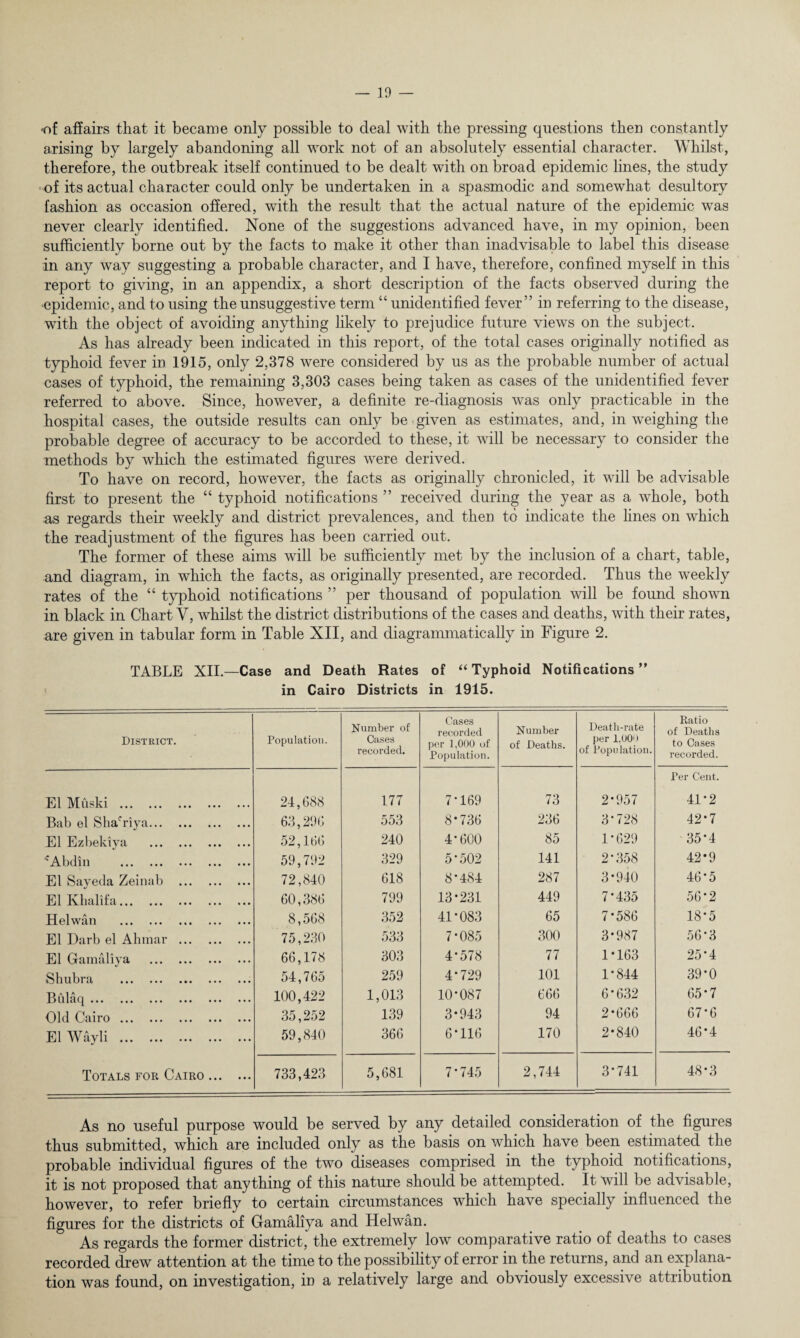 — 19 —
of affairs that it became only possible to deal with the pressing questions then constantly
arising by largely abandoning all work not of an absolutely essential character. Whilst,
therefore, the outbreak itself continued to be dealt with on broad epidemic lines, the study
of its actual character could only be undertaken in a spasmodic and somewhat desultory
fashion as occasion offered, with the result that the actual nature of the epidemic was
never clearly identified. None of the suggestions advanced have, in my opinion, been
sufficiently borne out by the facts to make it other than inadvisable to label this disease
in any way suggesting a probable character, and I have, therefore, confined myself in this
report to giving, in an appendix, a short description of the facts observed during the
epidemic, and to using the unsuggestive term “ unidentified fever” in referring to the disease,
with the object of avoiding anything likely to prejudice future views on the subject.
As has already been indicated in this report, of the total cases originally notified as
typhoid fever in 1915, only 2,378 were considered by us as the probable number of actual
cases of typhoid, the remaining 3,303 cases being taken as cases of the unidentified fever
referred to above. Since, however, a definite re-diagnosis was only practicable in the
hospital cases, the outside results can only be given as estimates, and, in weighing the
probable degree of accuracy to be accorded to these, it will be necessary to consider the
methods by which the estimated figures were derived.
To have on record, however, the facts as originally chronicled, it will be advisable
first to present the “ typhoid notifications ” received during the year as a whole, both
as regards their weekly and district prevalences, and then to indicate the lines on which
the readjustment of the figures has been carried out.
The former of these aims will be sufficiently met by the inclusion of a chart, table,
and diagram, in which the facts, as originally presented, are recorded. Thus the weekly
rates of the “ typhoid notifications ” per thousand of population will be found shown
in black in Chart V, whilst the district distributions of the cases and deaths, with their rates,
are given in tabular form in Table XII, and diagrammatically in Figure 2.
TABLE XII.—Case and Death Rates of “Typhoid Notifications”
in Cairo Districts in 1915.
District. Population. Number of Cases recorded. Cases recorded per 1,000 of Population. Number of Deaths. Death-rate per 1,000 of Population. Ratio of Deaths to Cases recorded.
Per Cent.
El Mûski ... ... ... ... ... 24,688 177 7·169 73 2·957 41·2
Bab el Sha‘riya... ... ... ... 63,296 553 8·736 236 3·728 42·7
El Ezbekiya ... ... ... ... 52,166 240 4·600 85 1·629 35·4
‘Abdîn ... ... ... ... ... 59,792 329 5·502 141 2·358 42·9
El Sayeda Zeinab ... ... ... 72,840 618 8·484 287 3·940 46·5
El Khalîfa... ... ... ... ... 60,386 799 13·231 449 7·435 56·2
Helwân ... ... ... ... ... 8,568 352 41·083 65 7·586 18·5
El Darb el Ahmar ... ... ... 75,230 533 7·085 300 3·987 56·3
El Gamâlîya ... ... ... ... 66,178 303 4·578 77 1·163 25·4
Shubra ... ... ... ... ... 54,765 259 4·729 101 1·844 39·0
Bûlâq ... ... ... ... ... ... 100,422 1,013 10·087 666 6·632 65·7
Old Cairo ... ... ... ... ... 35,252 139 3·943 94 2·666 67·6
El Wâyli ... ... ... ... ... 59,840 366 6·116 170 2·840 46·4
Totals for Cairo ... ... 733,423 5,681 7·745 2,744 3·741 48·3
As no useful purpose would be served by any detailed consideration of the figures
thus submitted, which are included only as the basis on which have been estimated the
probable individual figures of the two diseases comprised in the typhoid notifications,
it is not proposed that anything of this nature should be attempted. It will be advisable,
however, to refer briefly to certain circumstances which have specially influenced the
figures for the districts of Gamâlîya and Helwân.
As regards the former district, the extremely low comparative ratio of deaths to cases
recorded drew attention at the time to the possibility of error in the returns, and an explana-
tion was found, on investigation, in a relatively large and obviously excessive attribution